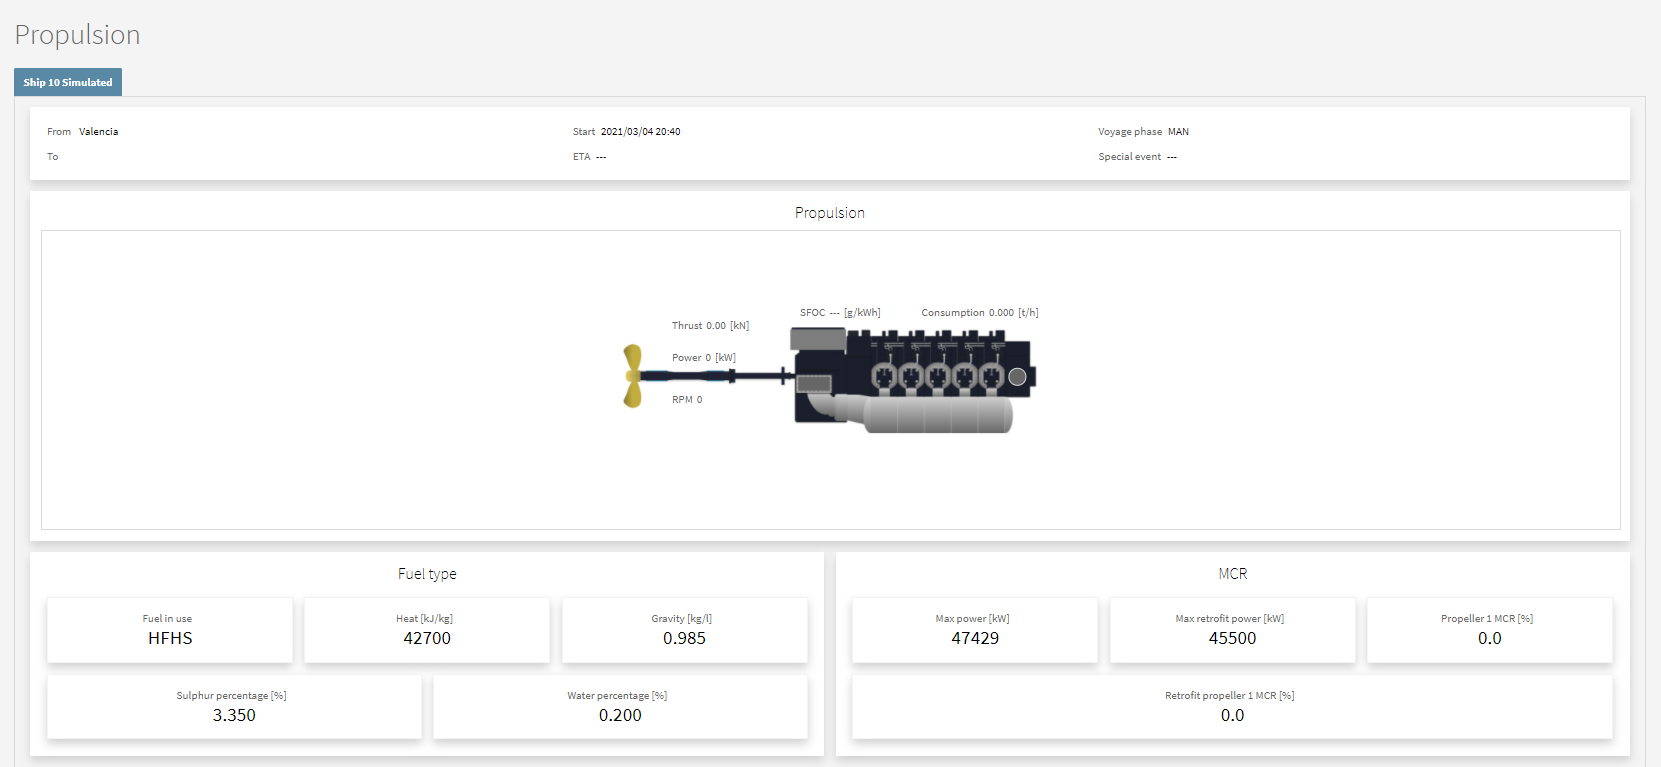 Propulsion
Ship 10 Simulated
From Valencia
Start 2021/03/04 20:40
Voyage phase MAN
To
ETA ---
Special event ---
Propulsion
SFOC --- [g/kWh]
Consumption 0.000 [t/h]
Thrust 0.00 [kN]
Power 0 [kW]
RPM 0
Fuel type
Fuel in use
HFHS
Heat [kJ/kg]
42700
Gravity [kg/l]
0.985
Sulphur percentage [%]
3.350
Water percentage [%]
0.200
MCR
Max power [kW]
47429
Max retrofit power [kW]
45500
Propeller 1 MCR [%]
0.0
Retrofit propeller 1 MCR [%]
0.0